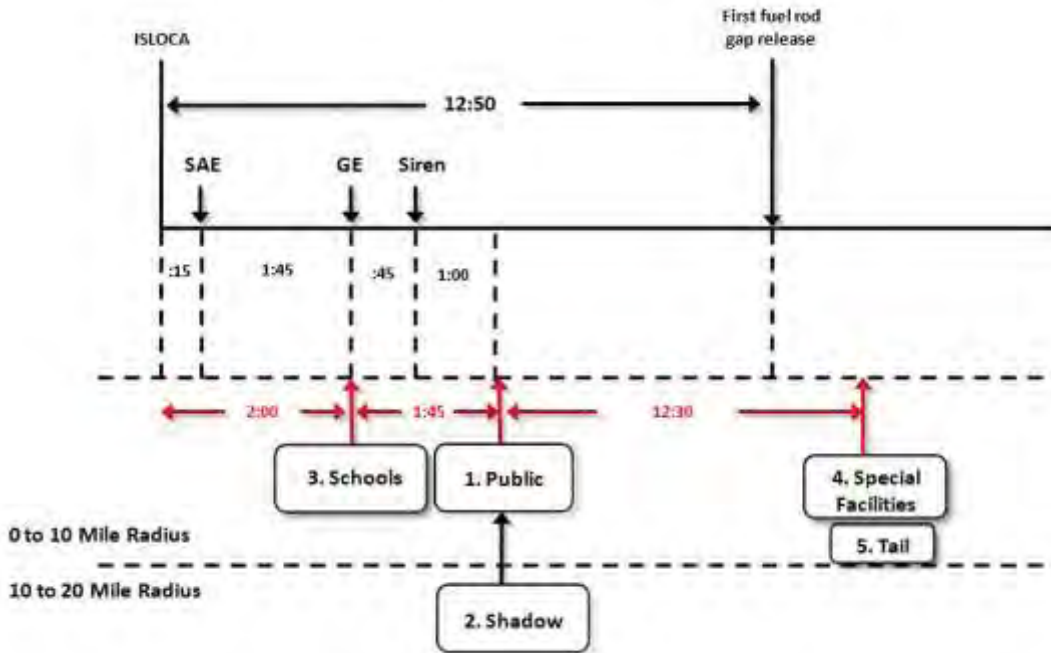 First fuel rod
gap release
ISLOCA
12:50
SAE GE Siren
:15 1:45 :45 1:00
2:00 1:45 12:30
3. Schools 1. Public 4. Special
Facilities
0 to 10 Mile Radius 5. Tail
10 to 20 Mile Radius
2. Shadow